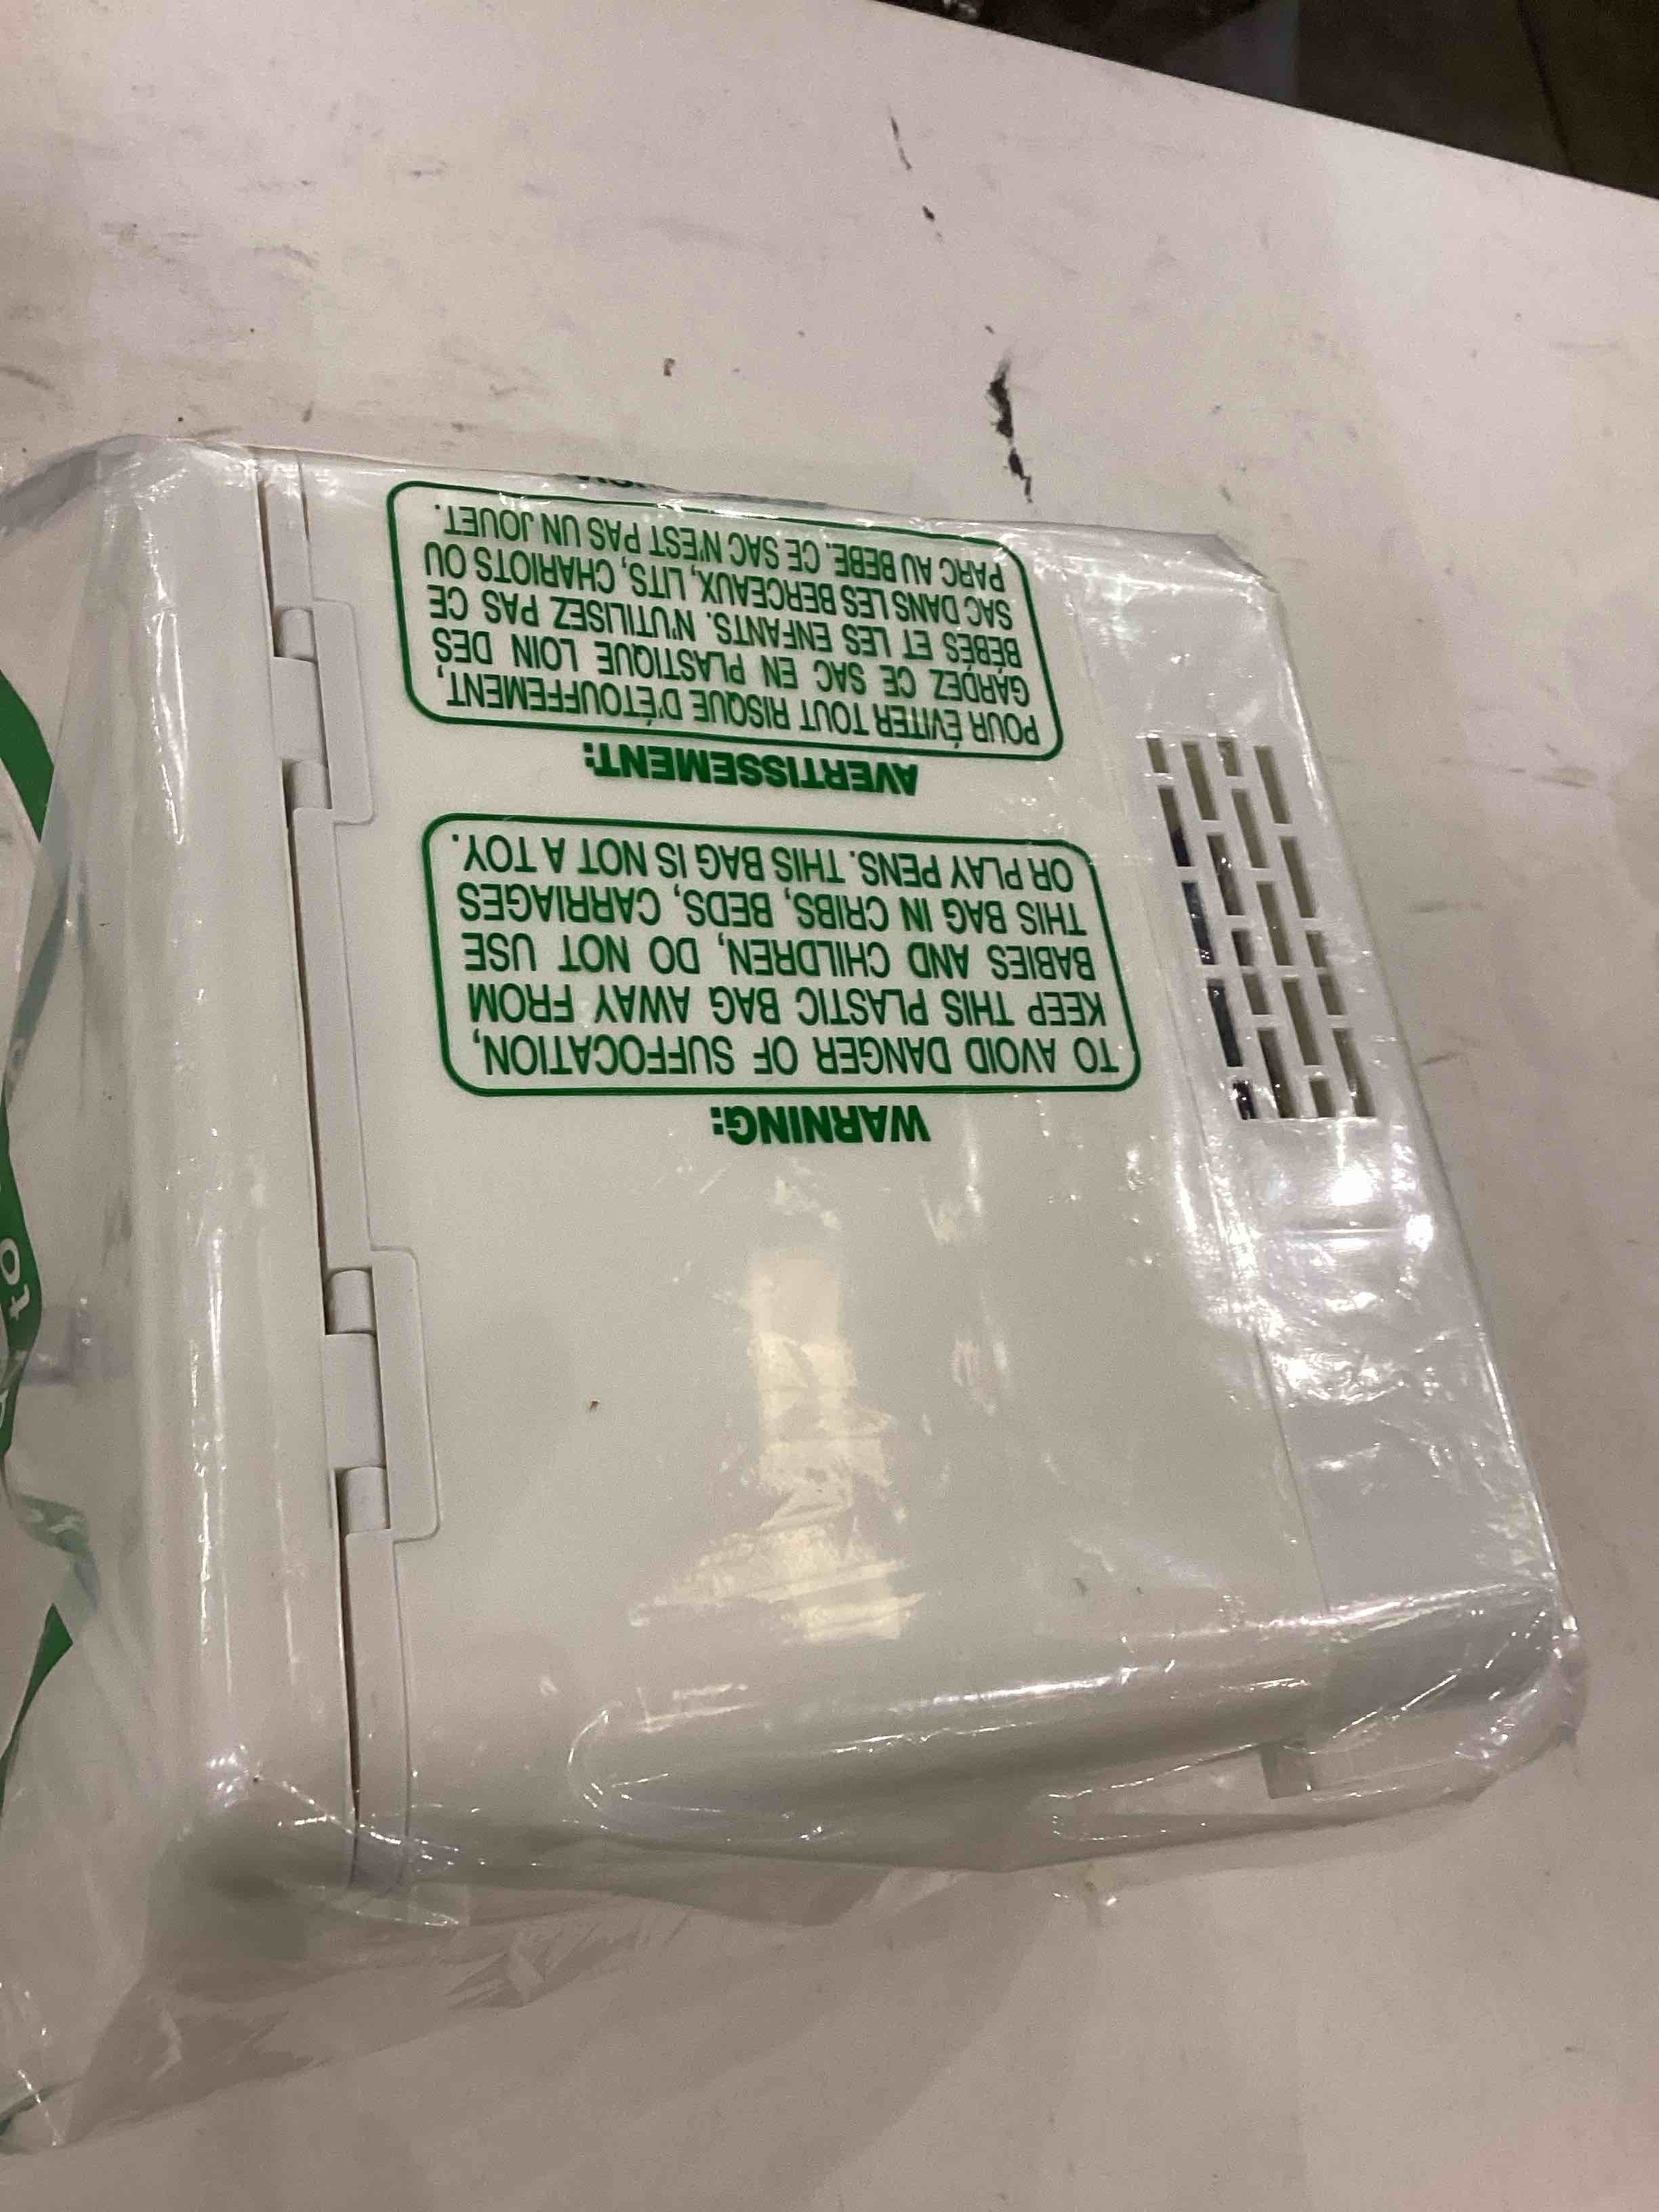 WARNING:
TO AVOID DANGER OF SUFFOCATION,
KEEP THIS PLASTIC BAG AWAY FROM
BABIES AND CHILDREN, DO NOT USE
THIS BAG IN CRIBS, BEDS, CARRIAGES
OR PLAY PENS. THIS BAG IS NOT A TOY.
AVERTISSEMENT:
POUR ÉVITER TOUT RISQUE D'ÉTOUFFEMENT,
GARDEZ CE SAC EN PLASTIQUE LOIN DES
BÉBÉS ET LES ENFANTS. N'UTILISEZ PAS CE
SAC DANS LES BERCEAUX, LITS, CHARIOTS OU
PARC AU BEBE. CE SAC N'EST PAS UN JOUET.